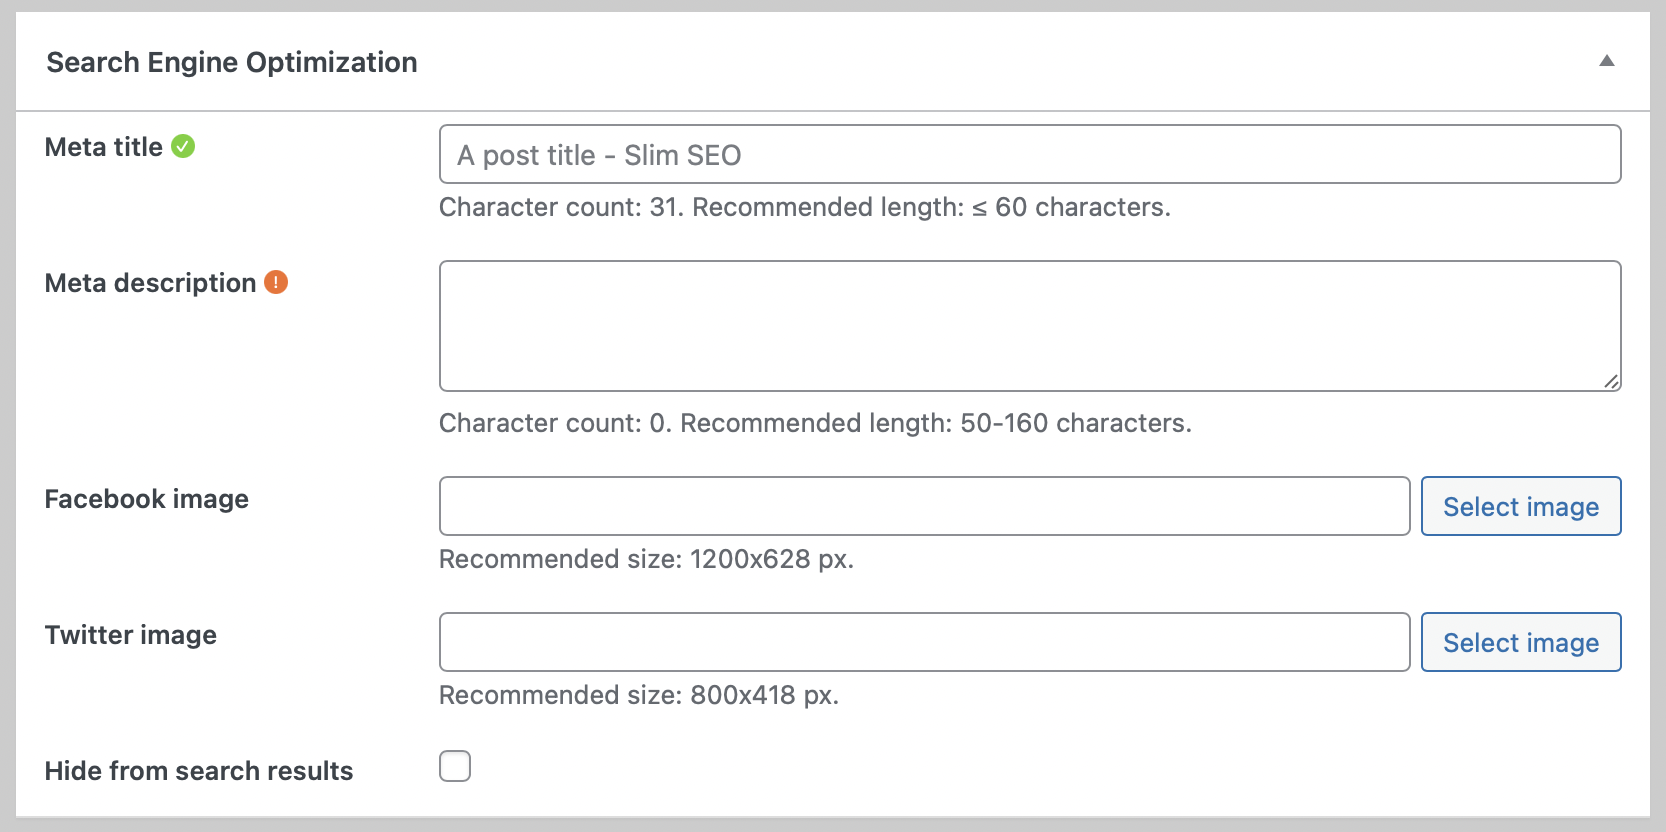 Search Engine Optimization
Meta title
A post title - Slim SEO
Character count: 31. Recommended length: ≤ 60 characters.
Meta description !
Character count: 0. Recommended length: 50-160 characters.
Facebook image
Select image
Recommended size: 1200x628 px.
Twitter image
Select image
Recommended size: 800x418 px.
Hide from search results